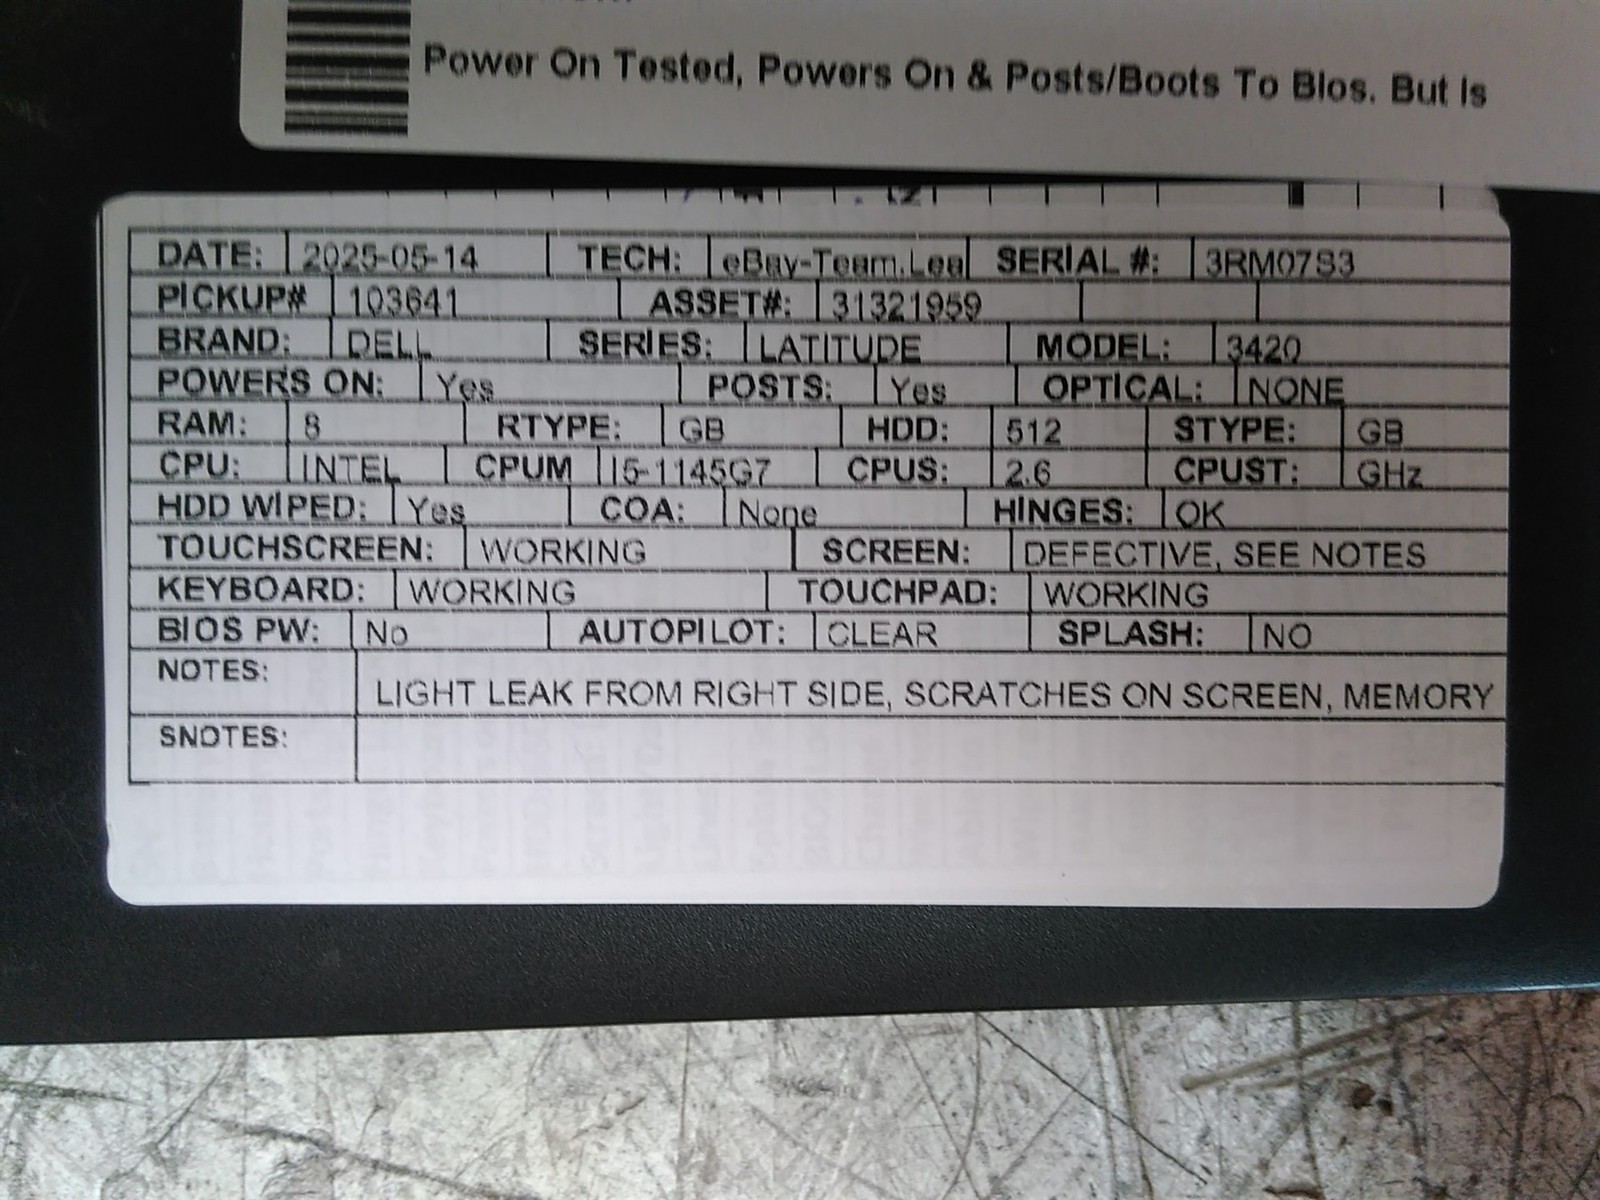 Power On Tested, Powers On & Posts/Boots To Bios. But Is
DATE: 2025-05-14 TECH: eBay-Team.Lea SERIAL #: 3RM07S3
PICKUP# 103641 ASSET#: 31321959
BRAND: DELL SERIES: LATITUDE MODEL: 3420
POWERS ON: Yes POSTS: Yes OPTICAL: NONE
RAM: 8 RTYPE: GB HDD: 512 STYPE: GB
CPU: INTEL CPUM I5-1145G7 CPUS: 2.6 CPUST: GHz
HDD WIPED: Yes COA: None HINGES: OK
TOUCHSCREEN: WORKING SCREEN: DEFECTIVE, SEE NOTES
KEYBOARD: WORKING TOUCHPAD: WORKING
BIOS PW: No AUTOPILOT: CLEAR SPLASH: NO
NOTES: LIGHT LEAK FROM RIGHT SIDE, SCRATCHES ON SCREEN, MEMORY
SNOTES: